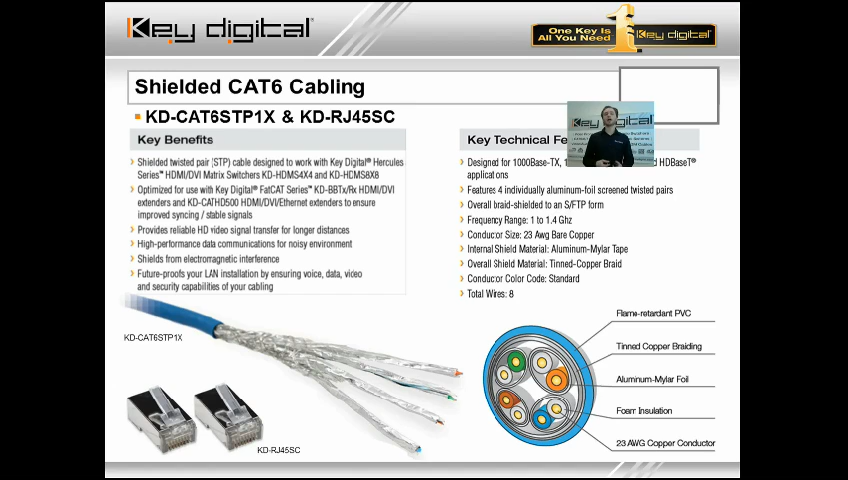 Key digital®
One Key Is
All You Need
1
Key digital®
Shielded CAT6 Cabling
KD-CAT6STP1X & KD-RJ45SC
Key digital
Key Benefits
Shielded twisted pair (STP) cable designed to work with Key Digital® Hercules
Series™ HDMI/DVI Matrix Switchers KD-HDMS4X4 and KD-HDMS8X8
Optimized for use with Key Digital® FatCAT Series™ KD-BBTx/Rx HDMI/DVI
extenders and KD-CATHD500 HDMI/DVI/Ethernet extenders to ensure
improved syncing / stable signals
Provides reliable HD video signal transfer for longer distances
High-performance data communications for noisy environment
Shields from electromagnetic interference
Future-proofs your LAN installation by ensuring voice, data, video
and security capabilities of your cabling
Key Technical Fe
Designed for 1000Base-TX, HDBaseT®
applications
Features 4 individually aluminum-foil screened twisted pairs
Overall braid-shielded to an S/FTP form
Frequency Range: 1 to 1.4 Ghz
Conductor Size: 23 Awg Bare Copper
Internal Shield Material: Aluminum-Mylar Tape
Overall Shield Material: Tinned-Copper Braid
Conductor Color Code: Standard
Total Wires: 8
KD-CAT6STP1X
KD-RJ45SC
Flame-retardant PVC
Tinned Copper Braiding
Aluminum-Mylar Foil
Foam Insulation
23 AWG Copper Conductor